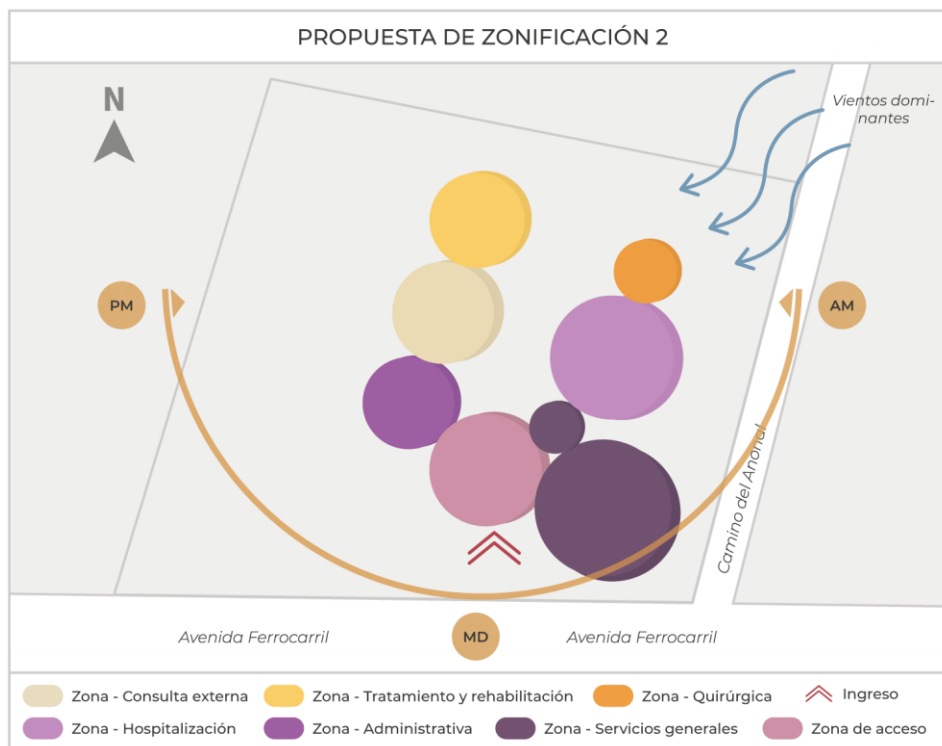 PROPUESTA DE ZONIFICACIÓN 2
N
Vientos domi-
nantes
PM
AM
Camino del Anonal
Avenida Ferrocarril
MD
Avenida Ferrocarril
Zona - Consulta externa
Zona - Tratamiento y rehabilitación
Zona - Quirúrgica
Ingreso
Zona - Hospitalización
Zona - Administrativa
Zona - Servicios generales
Zona de acceso